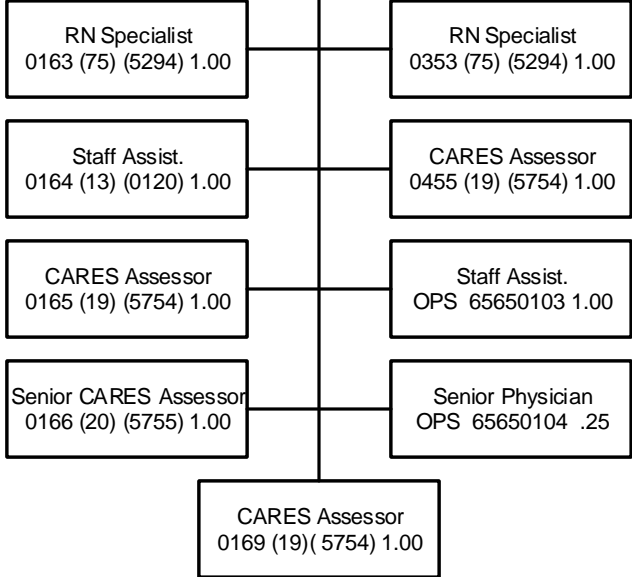 RN Specialist
0163 (75) (5294) 1.00
RN Specialist
0353 (75) (5294) 1.00
Staff Assist.
0164 (13) (0120) 1.00
CARES Assessor
0455 (19) (5754) 1.00
CARES Assessor
0165 (19) (5754) 1.00
Staff Assist.
OPS 65650103 1.00
Senior CARES Assessor
0166 (20) (5755) 1.00
Senior Physician
OPS 65650104 .25
CARES Assessor
0169 (19)( 5754) 1.00